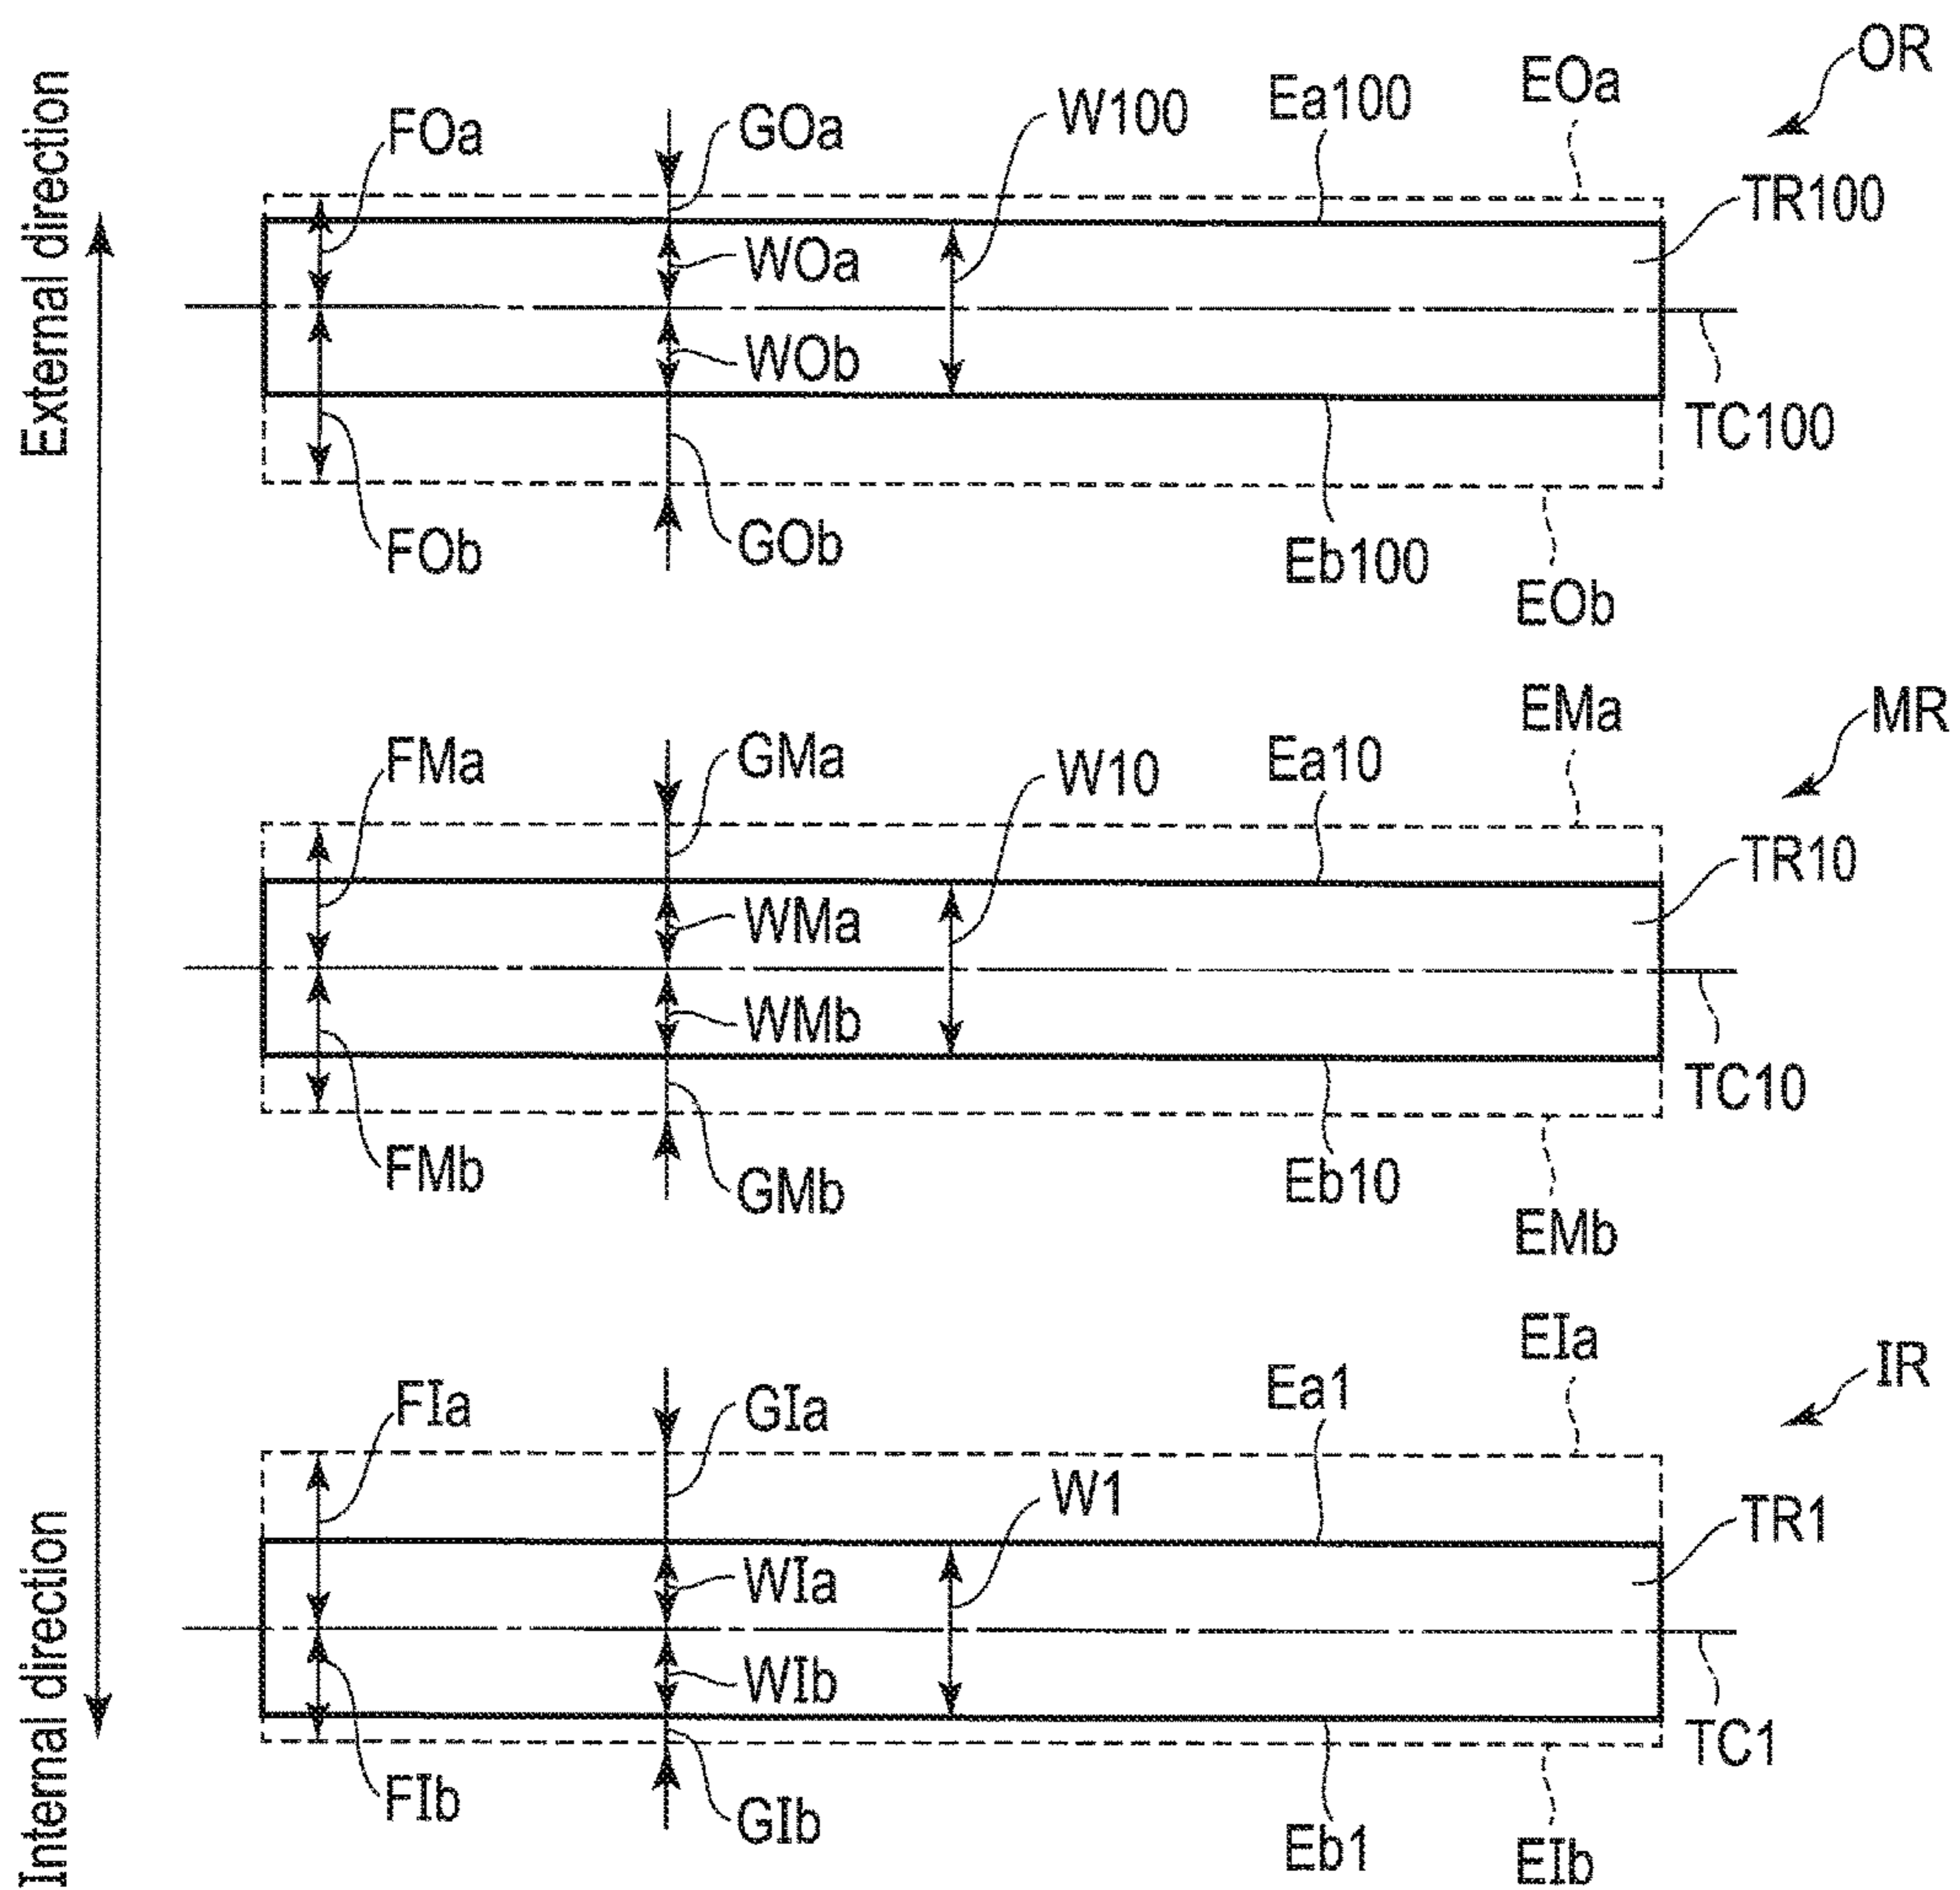 External direction
Internal direction
OR
EOa
Ea100
W100
GOa
FOa
TR100
WOa
WOb
TC100
FOb
GOb
Eb100
EOb
EMa
MR
Ea10
W10
GMa
FMa
TR10
WMa
WMb
TC10
FMb
GMb
Eb10
EMb
EIa
IR
Ea1
GIa
FIa
W1
TR1
WIa
WIb
TC1
FIb
GIb
Eb1
EIb